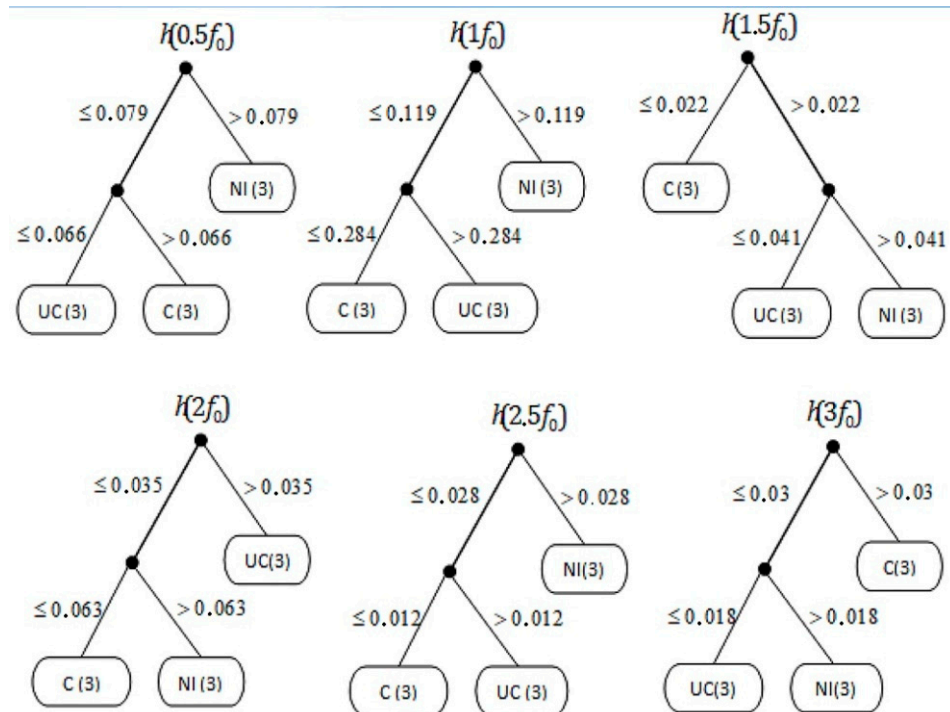 h(0.5f₀)
≤ 0.079
> 0.079
NI (3)
≤ 0.066
> 0.066
UC (3)
C (3)
h(1f₀)
≤ 0.119
> 0.119
NI (3)
≤ 0.284
> 0.284
C (3)
UC (3)
h(1.5f₀)
≤ 0.022
> 0.022
C (3)
≤ 0.041
> 0.041
UC (3)
NI (3)
h(2f₀)
≤ 0.035
> 0.035
UC(3)
≤ 0.063
> 0.063
C (3)
NI (3)
h(2.5f₀)
≤ 0.028
> 0.028
NI(3)
≤ 0.012
> 0.012
C (3)
UC (3)
h(3f₀)
≤ 0.03
> 0.03
C(3)
≤ 0.018
> 0.018
UC(3)
NI(3)